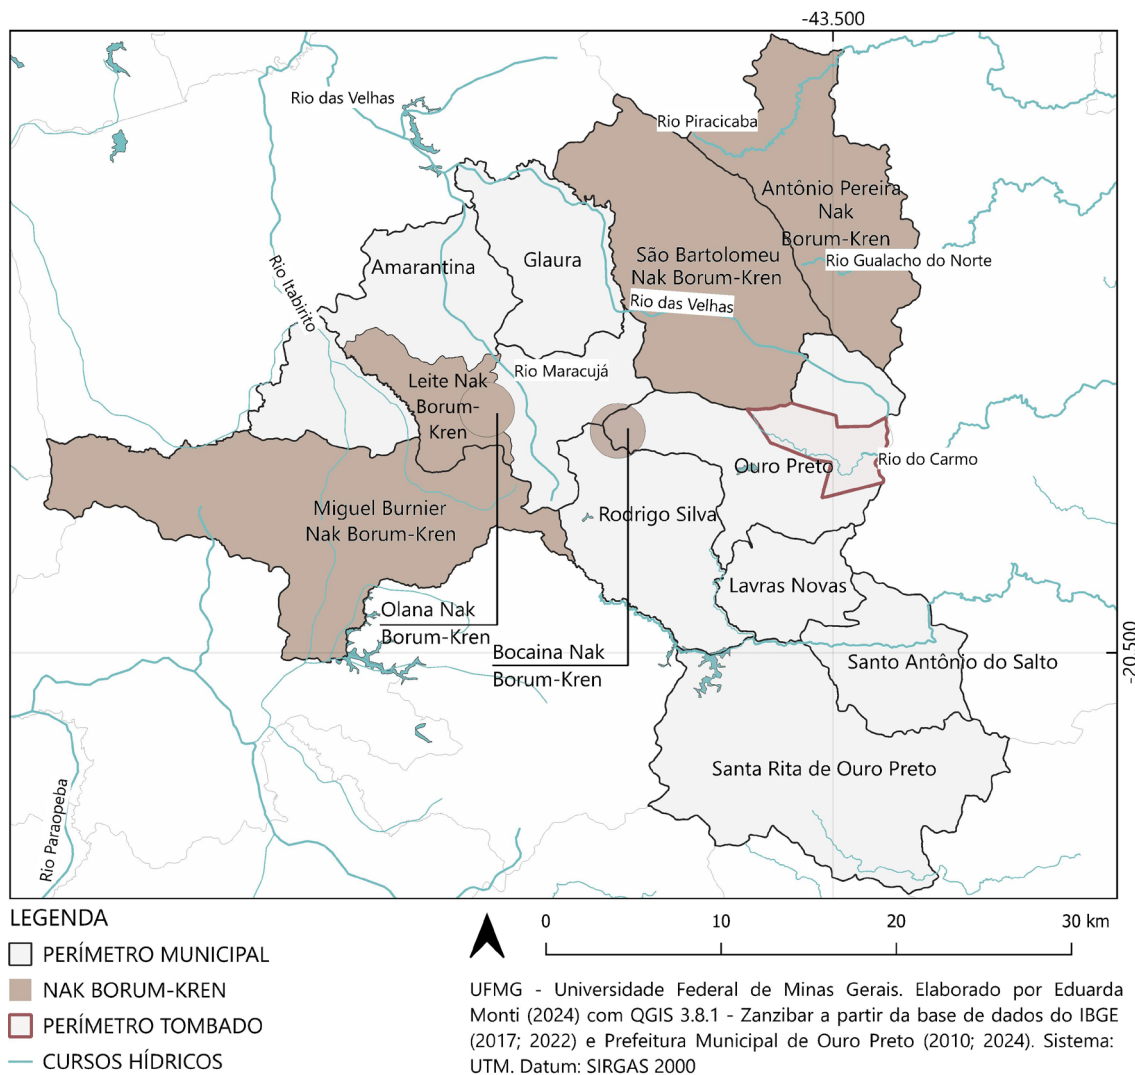 -43.500
Rio das Velhas
Rio Piracicaba
Antônio Pereira
Nak
Borum-Kren
São Bartolomeu
Nak Borum-Kren
Rio Gualacho do Norte
Glaura
Amarantina
Rio Itabirito
Rio das Velhas
Rio Maracujá
Leite Nak
Borum-
Kren
Ouro Preto
Rio do Carmo
Miguel Burnier
Nak Borum-Kren
Rodrigo Silva
Lavras Novas
Olana Nak
Borum-Kren
Bocaina Nak
Borum-Kren
Santo Antônio do Salto
-20.500
Santa Rita de Ouro Preto
Rio Paraopeba
LEGENDA
PERÍMETRO MUNICIPAL
NAK BORUM-KREN
PERÍMETRO TOMBADO
CURSOS HÍDRICOS
0 10 20 30 km
UFMG - Universidade Federal de Minas Gerais. Elaborado por Eduarda
Monti (2024) com QGIS 3.8.1 - Zanzibar a partir da base de dados do IBGE
(2017; 2022) e Prefeitura Municipal de Ouro Preto (2010; 2024). Sistema:
UTM. Datum: SIRGAS 2000